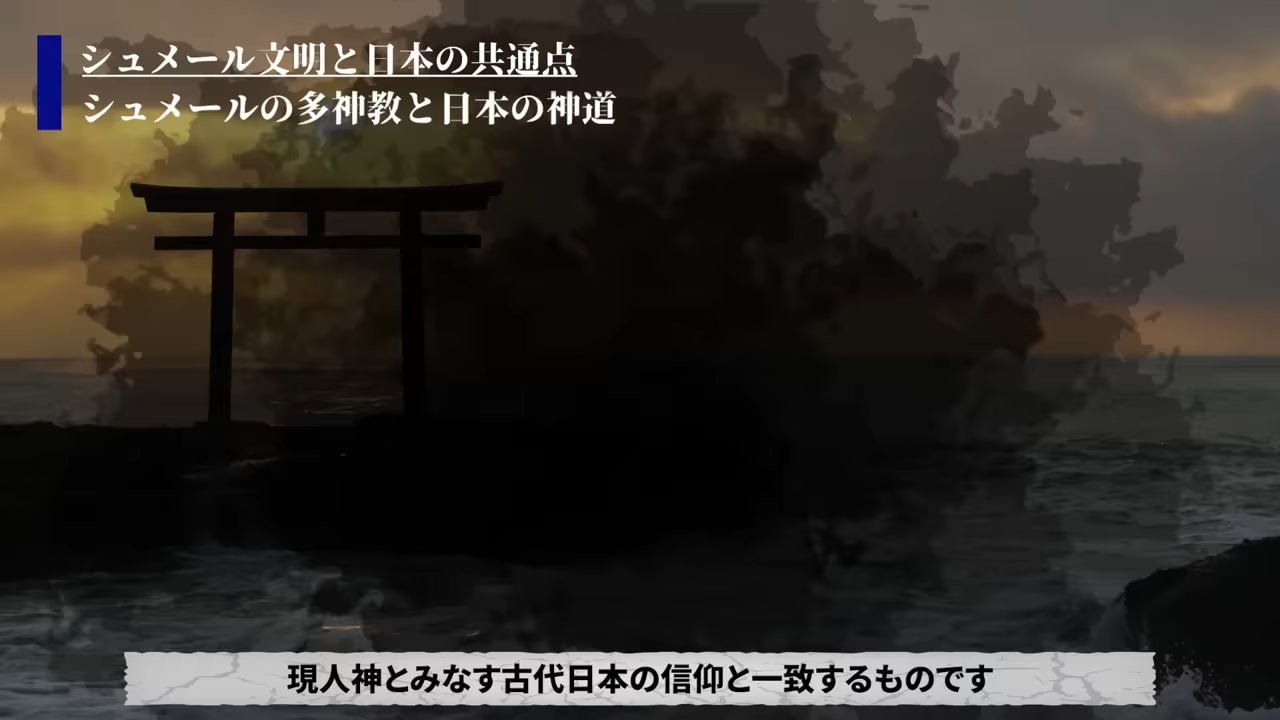 シュメール文明と日本の共通点
シュメールの多神教と日本の神道
現人神とみなす古代日本の信仰と一致するものです